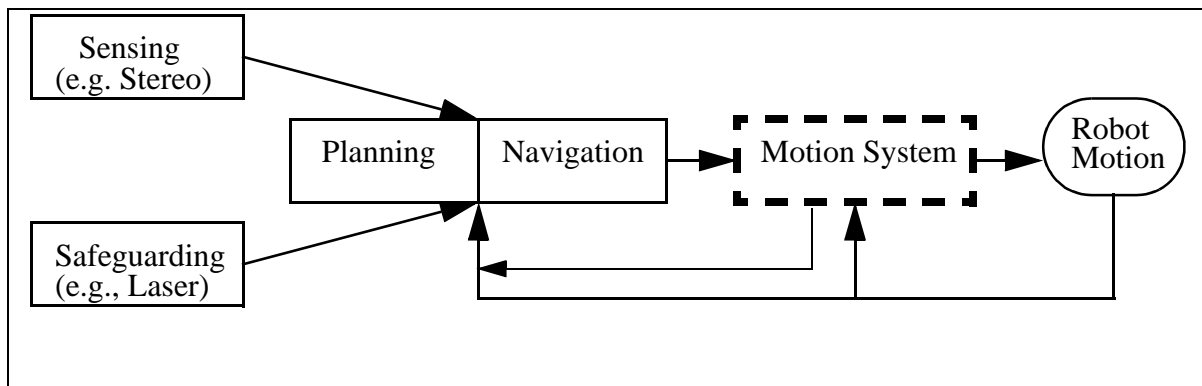 Sensing
(e.g. Stereo)
Planning
Navigation
Motion System
Robot
Motion
Safeguarding
(e.g., Laser)